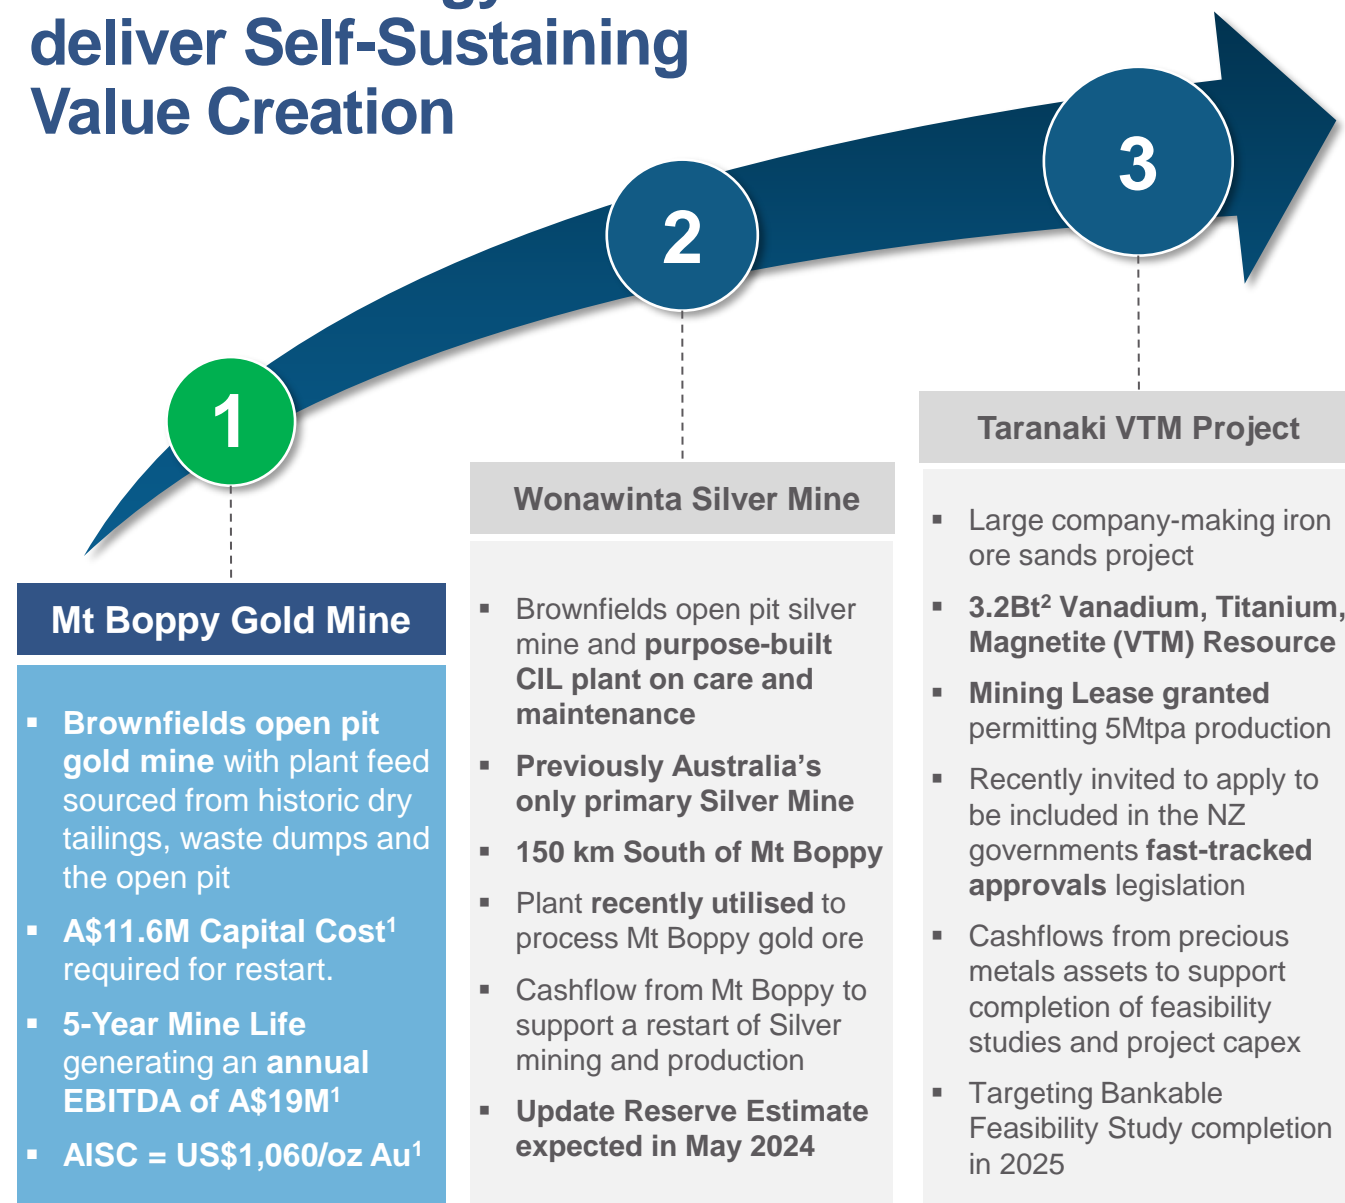 deliver Self-Sustaining
Value Creation
1
2
3
Mt Boppy Gold Mine
▪ Brownfields open pit
gold mine with plant feed
sourced from historic dry
tailings, waste dumps and
the open pit
▪ A$11.6M Capital Cost¹
required for restart.
▪ 5-Year Mine Life
generating an annual
EBITDA of A$19M¹
▪ AISC = US$1,060/oz Au¹
Wonawinta Silver Mine
▪ Brownfields open pit silver
mine and purpose-built
CIL plant on care and
maintenance
▪ Previously Australia’s
only primary Silver Mine
▪ 150 km South of Mt Boppy
▪ Plant recently utilised to
process Mt Boppy gold ore
▪ Cashflow from Mt Boppy to
support a restart of Silver
mining and production
▪ Update Reserve Estimate
expected in May 2024
Taranaki VTM Project
▪ Large company-making iron
ore sands project
▪ 3.2Bt² Vanadium, Titanium,
Magnetite (VTM) Resource
▪ Mining Lease granted
permitting 5Mtpa production
▪ Recently invited to apply to
be included in the NZ
governments fast-tracked
approvals legislation
▪ Cashflows from precious
metals assets to support
completion of feasibility
studies and project capex
▪ Targeting Bankable
Feasibility Study completion
in 2025